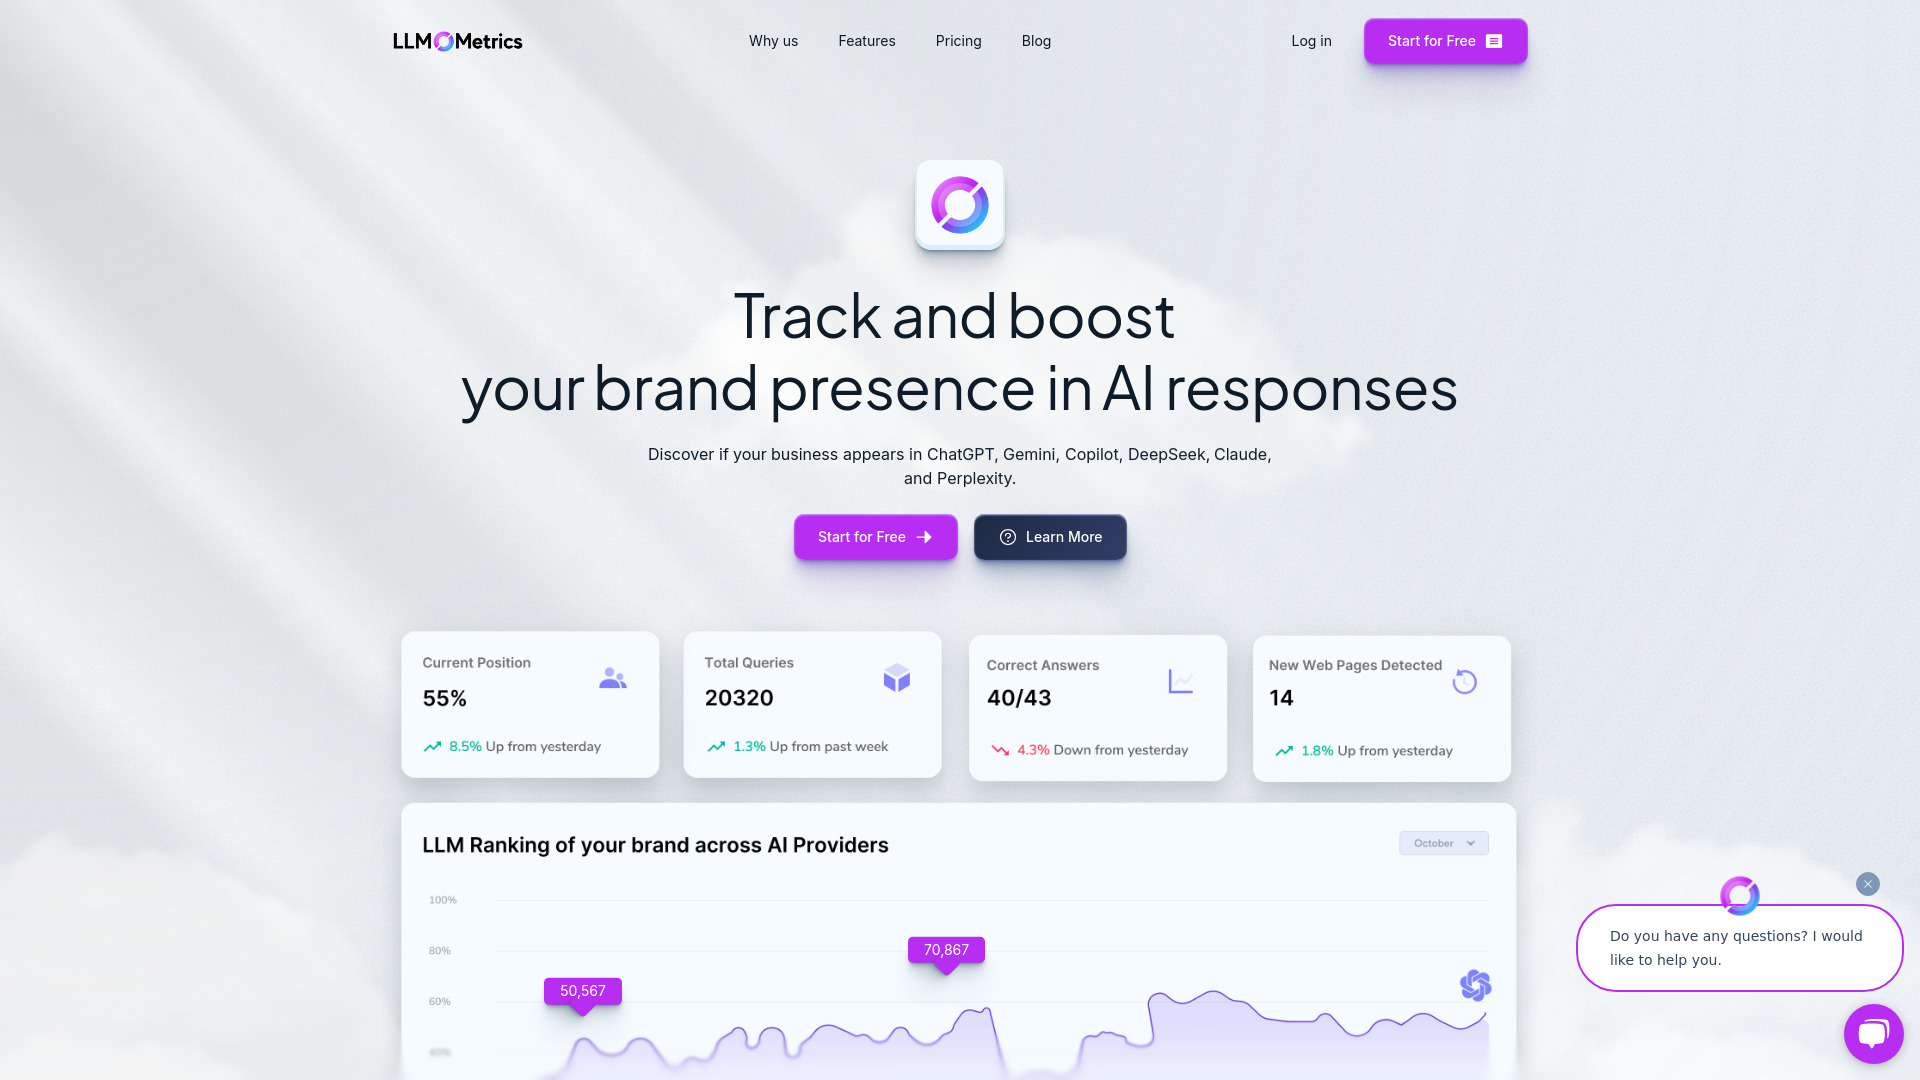 LLM Metrics
Why us
Features
Pricing
Blog
Log in
Start for Free
Track and boost
your brand presence in AI responses
Discover if your business appears in ChatGPT, Gemini, Copilot, DeepSeek, Claude,
and Perplexity.
Start for Free
Learn More
Current Position
55%
8.5% Up from yesterday
Total Queries
20320
1.3% Up from past week
Correct Answers
40/43
4.3% Down from yesterday
New Web Pages Detected
14
1.8% Up from yesterday
LLM Ranking of your brand across AI Providers
October
100%
80%
60%
40%
50,567
70,867
Do you have any questions? I would
like to help you.